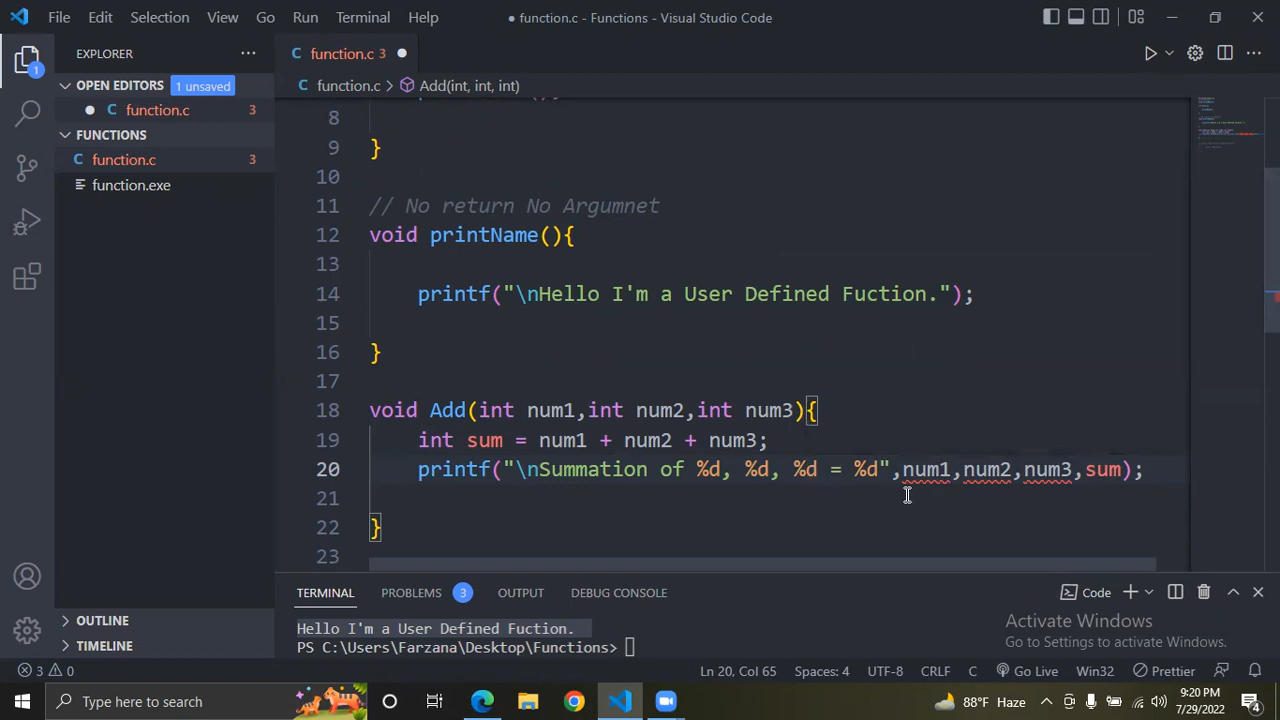 File Edit Selection View Go Run Terminal Help
function.c - Functions - Visual Studio Code
EXPLORER
function.c 3
OPEN EDITORS 1 unsaved
function.c > Add(int, int, int)
C function.c 3
FUNCTIONS
C function.c 3
function.exe
8
9 }
10
11 // No return No Argumnet
12 void printName(){
13
14 printf("\nHello I'm a User Defined Fuction.");
15
16 }
17
18 void Add(int num1,int num2,int num3){
19 int sum = num1 + num2 + num3;
20 printf("\nSummation of %d, %d, %d = %d",num1,num2,num3,sum);
21
22 }
23
TERMINAL PROBLEMS 3 OUTPUT DEBUG CONSOLE
Code
Hello I'm a User Defined Fuction.
PS C:\Users\Farzana\Desktop\Functions>
Activate Windows
Go to Settings to activate Windows.
OUTLINE
TIMELINE
3 0
Ln 20, Col 65 Spaces: 4 UTF-8 CRLF C Go Live Win32 Prettier
Type here to search
88°F Haze
9:20 PM
7/29/2022
4